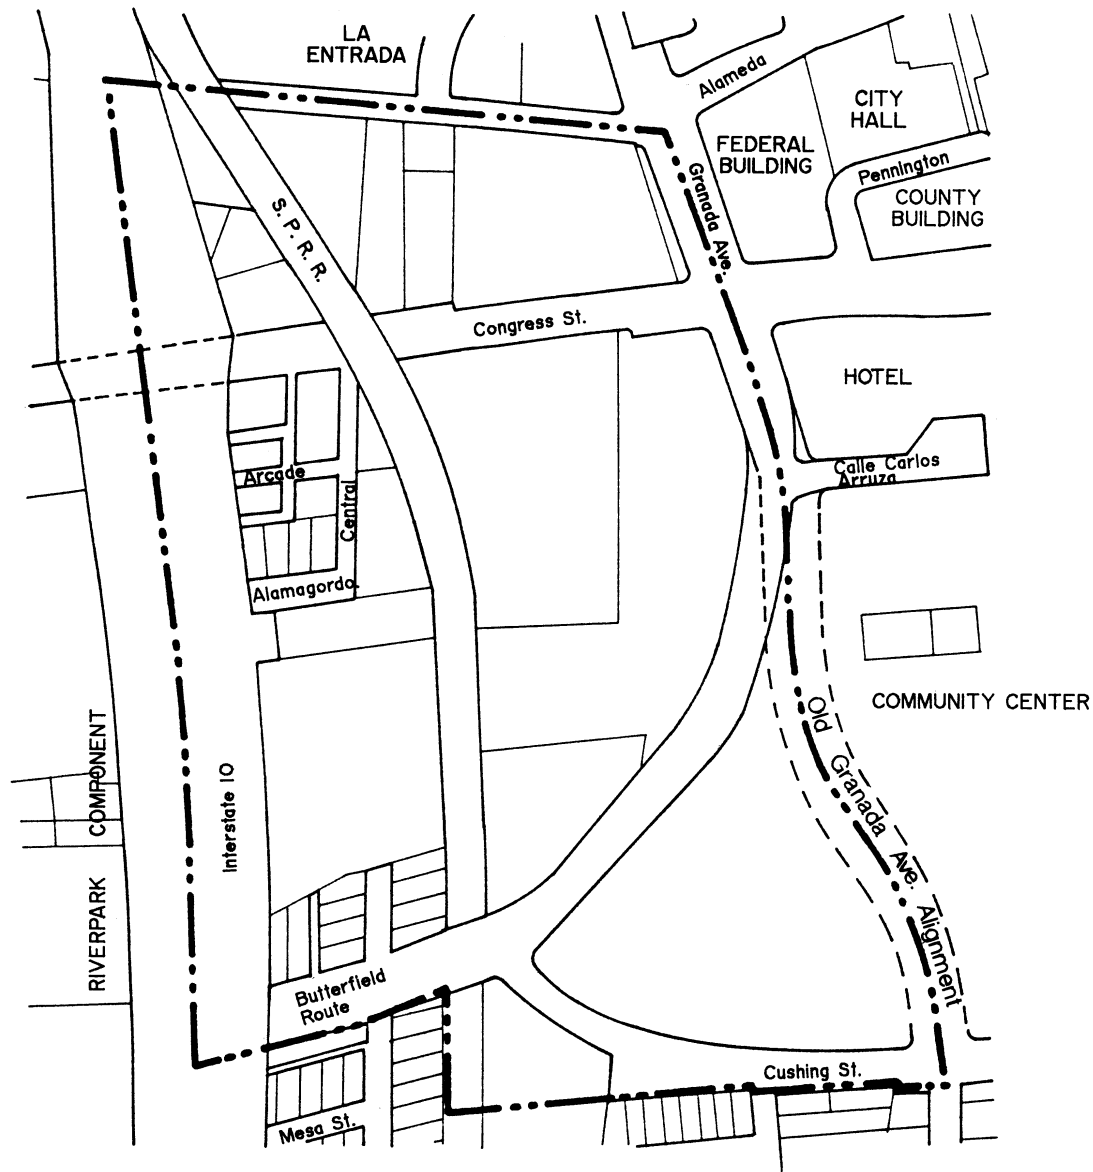 LA
ENTRADA
Alameda
CITY
HALL
FEDERAL
BUILDING
Pennington
COUNTY
BUILDING
Granada Ave.
S. P. R. R.
Congress St.
HOTEL
Calle Carlos
Arruza
Arcade
Central
Alamagordo
COMMUNITY CENTER
Old Granada Ave. Alignment
RIVERPARK COMPONENT
Interstate 10
Butterfield
Route
Cushing St.
Mesa St.